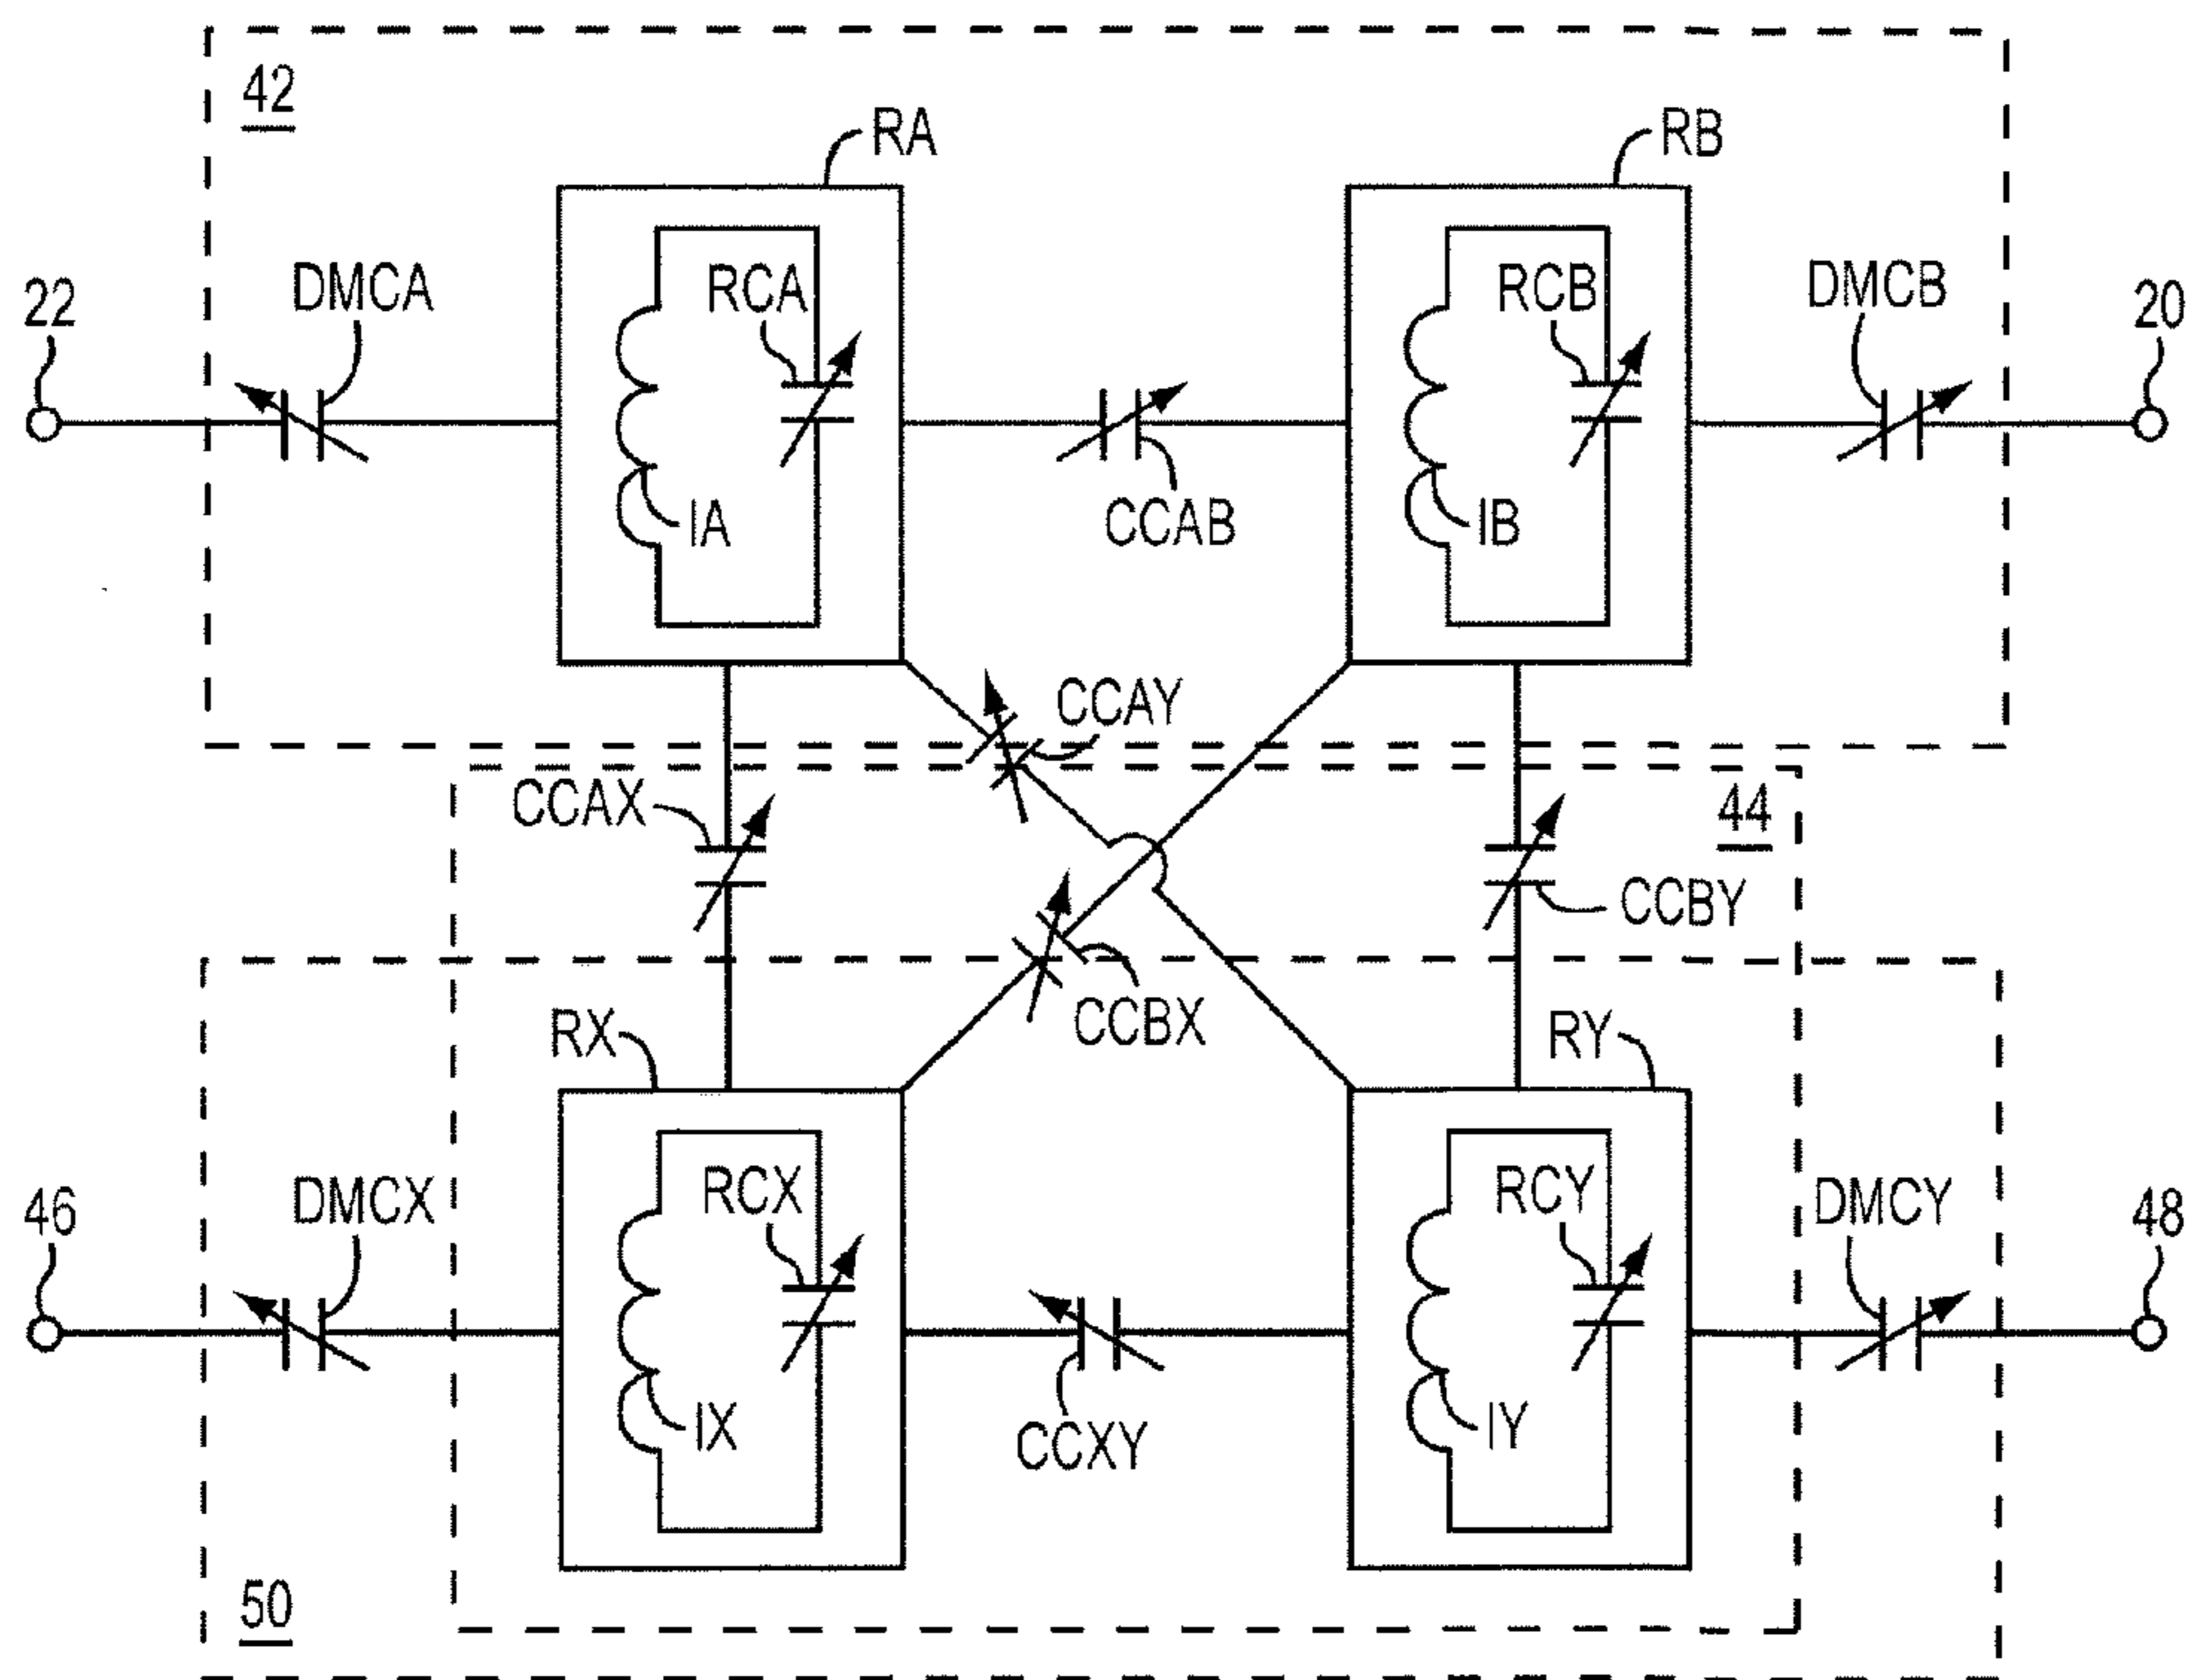 42
RA
RB
22
DMCA
RCA
RCB
DMCB
20
IA
CCAB
IB
CCAY
CCAX
44
CCBY
CCBX
RX
RY
46
DMCX
RCX
RCY
DMCY
48
IX
CCXY
IY
50